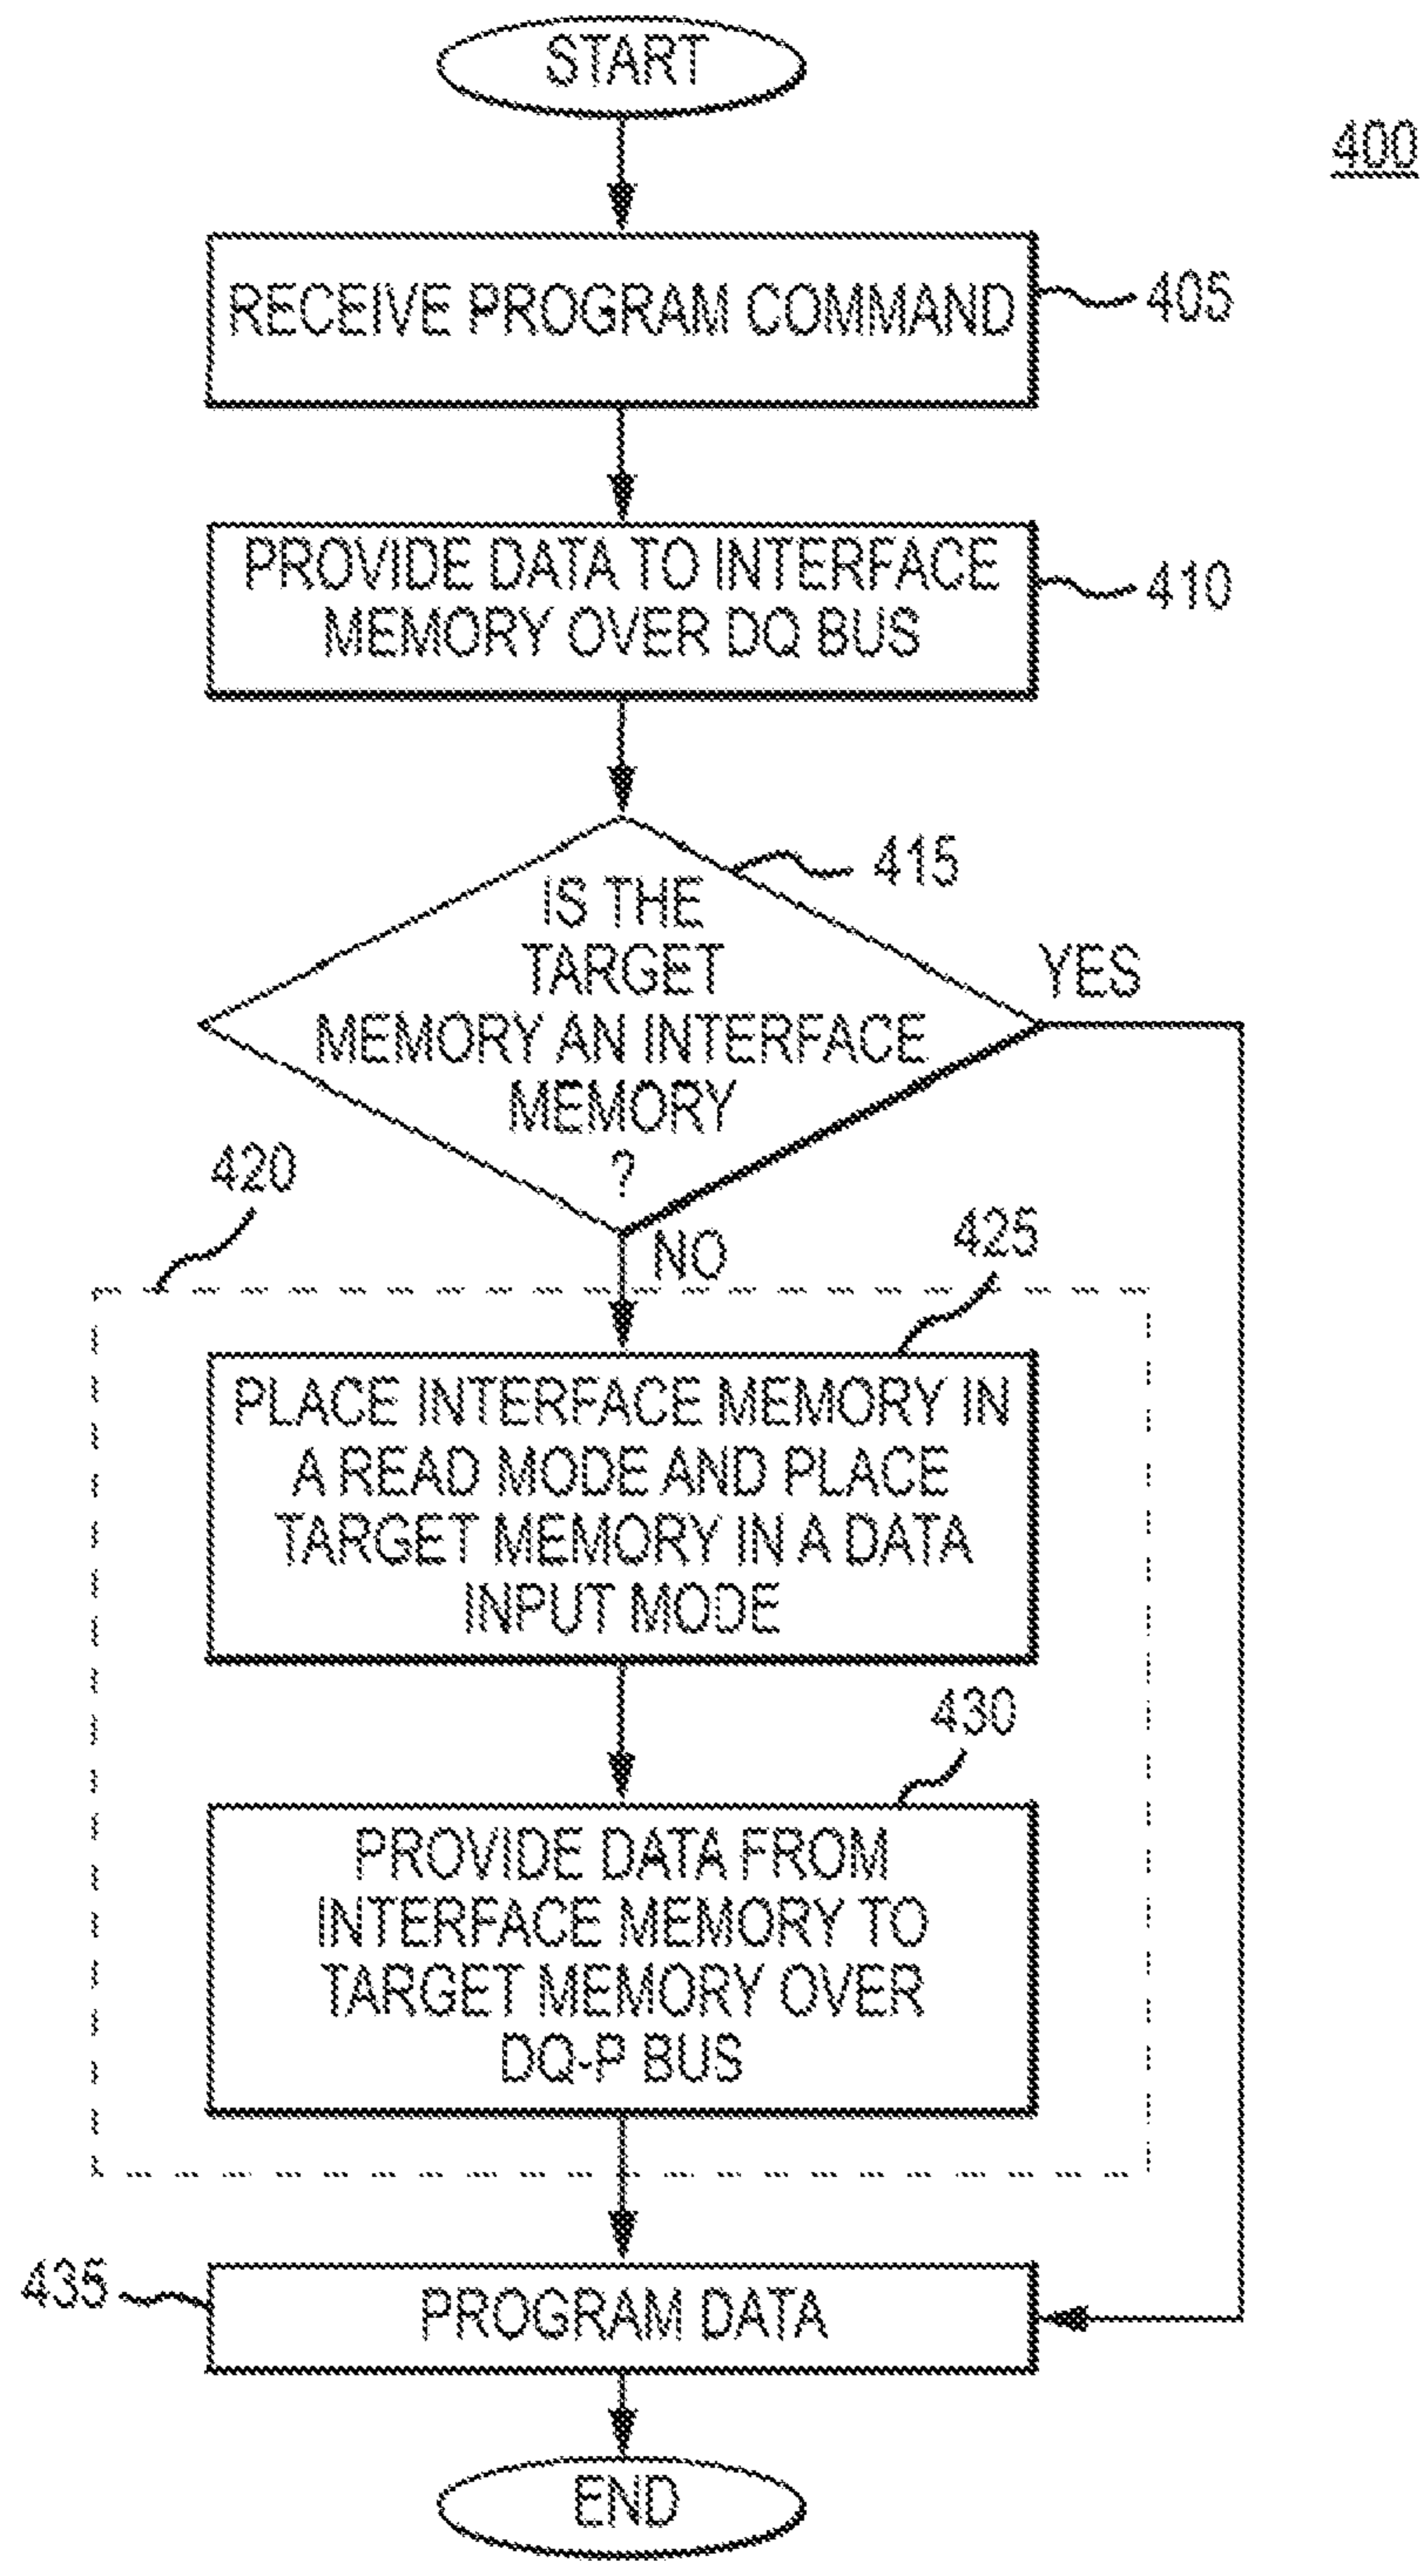 START
400
RECEIVE PROGRAM COMMAND
405
PROVIDE DATA TO INTERFACE
MEMORY OVER DQ BUS
410
415
IS THE
TARGET
MEMORY AN INTERFACE
MEMORY
?
YES
NO
420
425
PLACE INTERFACE MEMORY IN
A READ MODE AND PLACE
TARGET MEMORY IN A DATA
INPUT MODE
430
PROVIDE DATA FROM
INTERFACE MEMORY TO
TARGET MEMORY OVER
DQ-P BUS
435
PROGRAM DATA
END